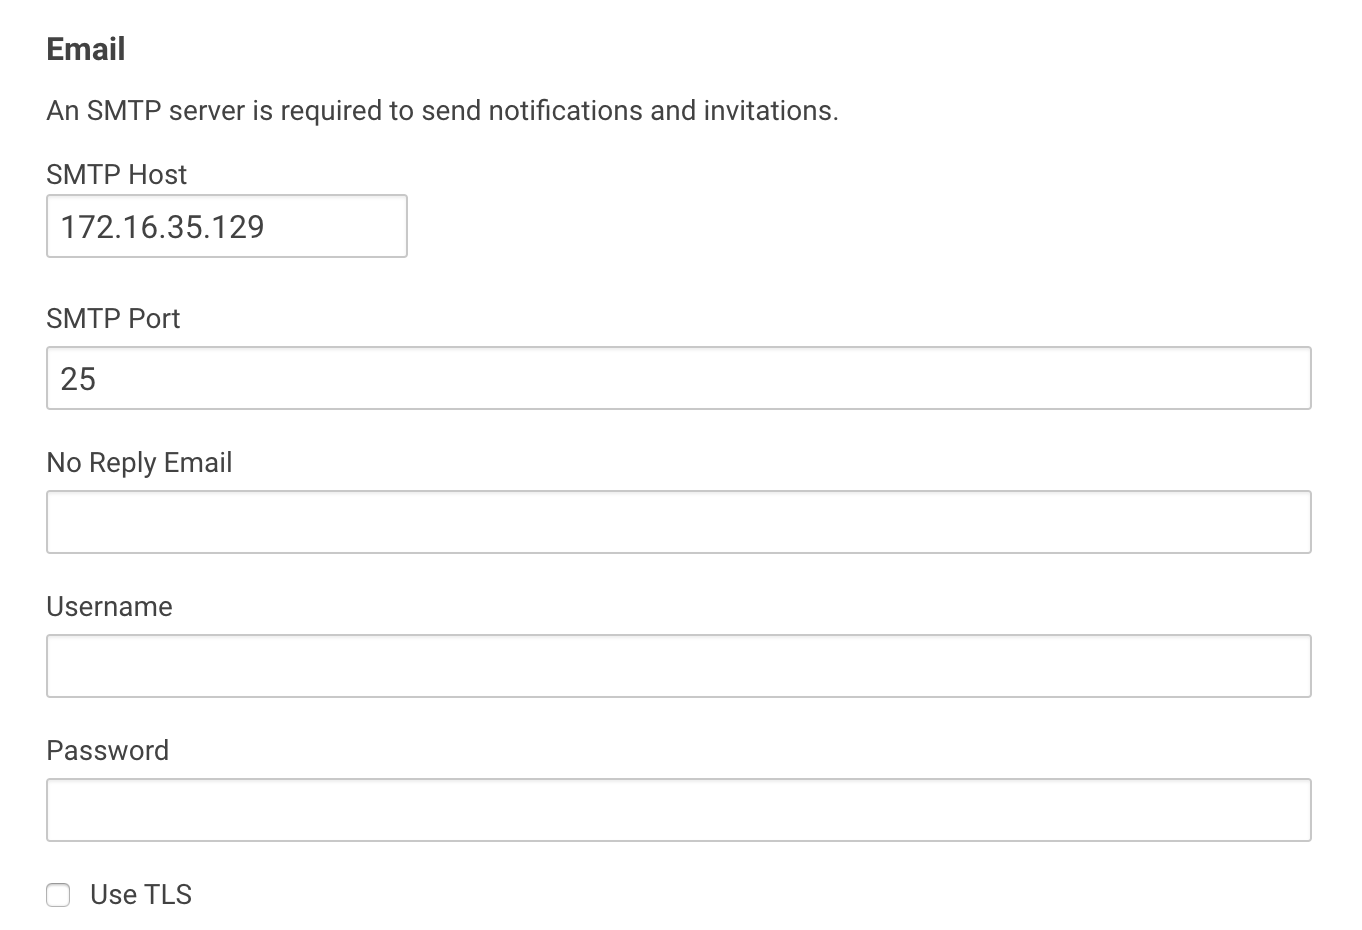 Email
An SMTP server is required to send notifications and invitations.
SMTP Host
172.16.35.129
SMTP Port
25
No Reply Email
Username
Password
Use TLS